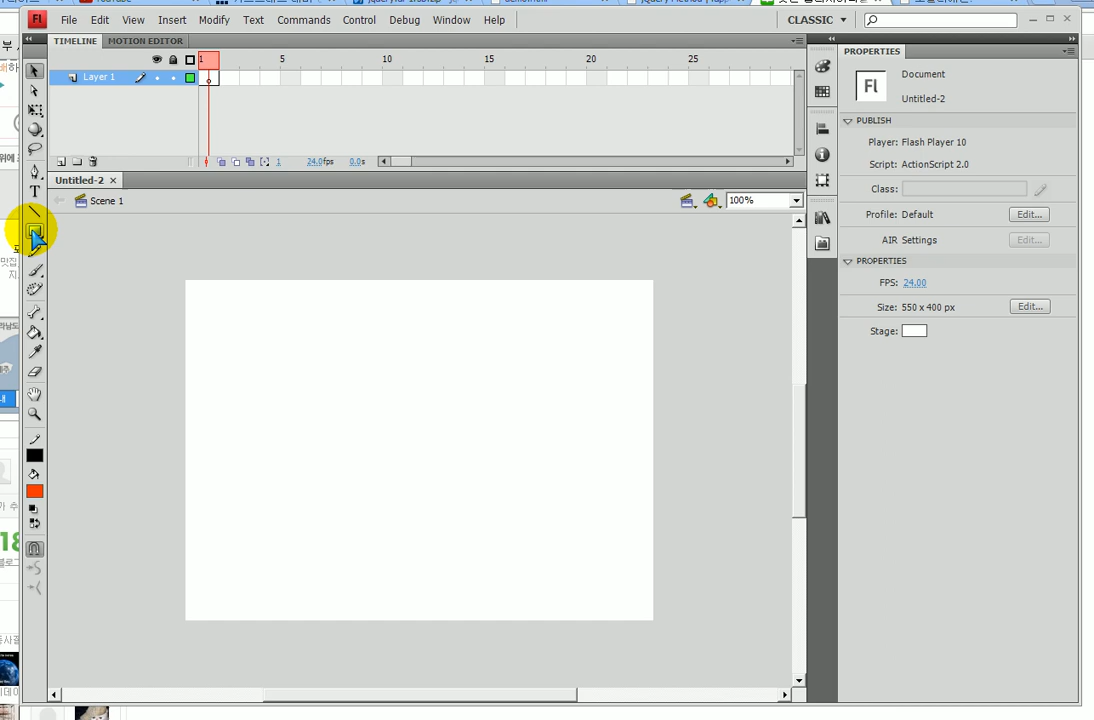 YouTube
Fl File Edit View Insert Modify Text Commands Control Debug Window Help CLASSIC
TIMELINE MOTION EDITOR
PROPERTIES
1 5 10 15 20 25
Layer 1
Fl Document
Untitled-2
PUBLISH
Player: Flash Player 10
1 24.0fps 0.0s
Script: ActionScript 2.0
Untitled-2
Class:
Scene 1 100%
Profile: Default Edit...
AIR Settings Edit...
PROPERTIES
FPS: 24.00
Size: 550 x 400 px Edit...
Stage:
T
18